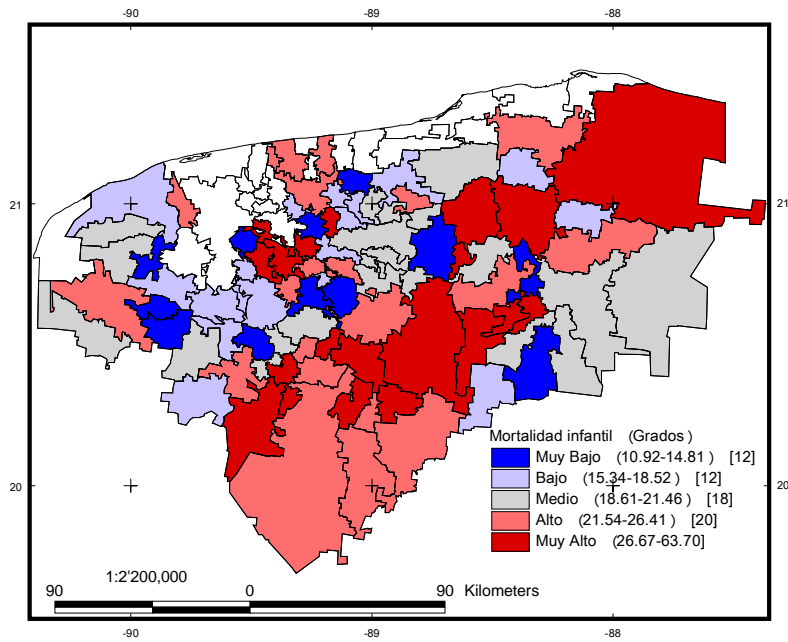 -90 -89 -88
21 21
Mortalidad infantil (Grados )
Muy Bajo (10.92-14.81 ) [12]
Bajo (15.34-18.52 ) [12]
Medio (18.61-21.46 ) [18]
Alto (21.54-26.41 ) [20]
Muy Alto (26.67-63.70]
20 20
1:2'200,000
90 0 90 Kilometers
-90 -89 -88